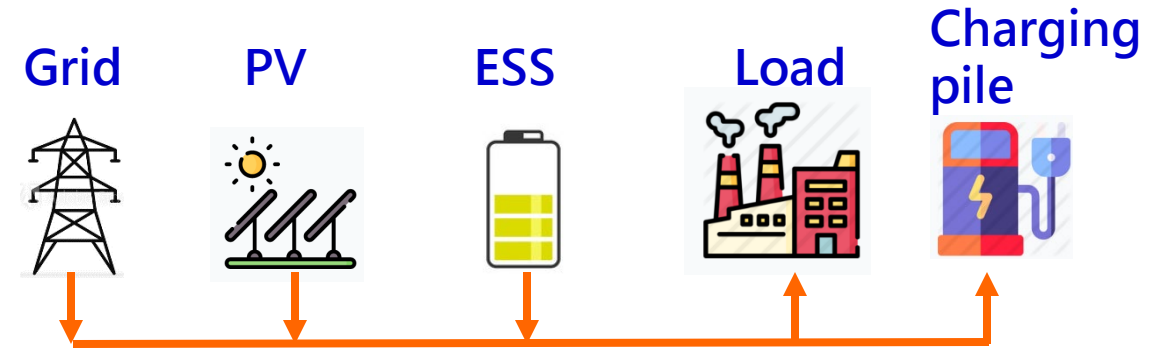 Grid
PV
ESS
Load
Charging
pile